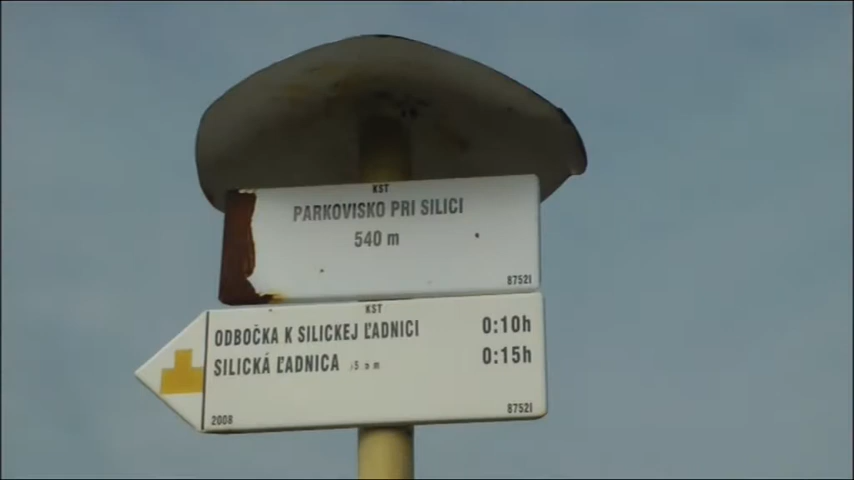 KST
PARKOVISKO PRI SILICI
540 m
87521
KST
ODBOČKA K SILICKEJ ĽADNICI 0:10h
SILICKÁ ĽADNICA 0:15h
2008 87521